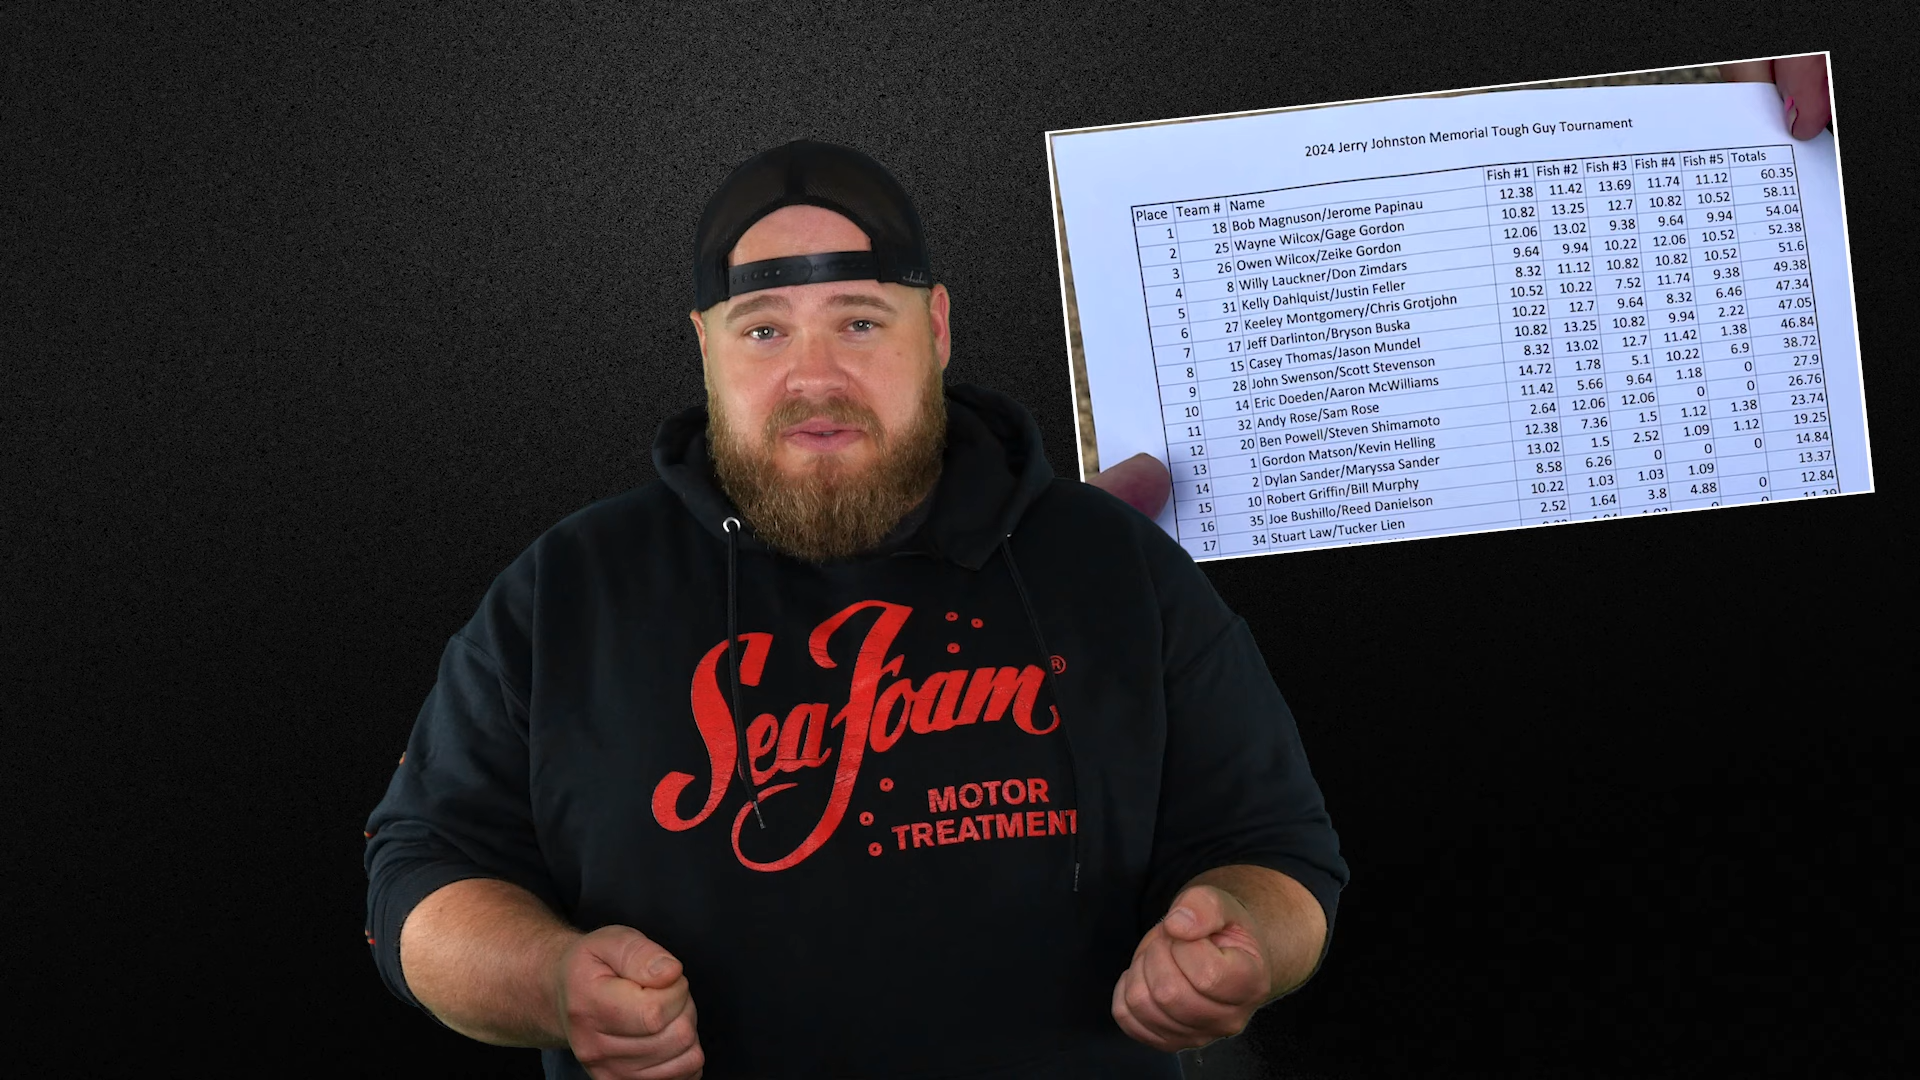 2024 Jerry Johnston Memorial Tough Guy Tournament
Place Team # Name Fish #1 Fish #2 Fish #3 Fish #4 Fish #5 Totals
1 18 Bob Magnuson/Jerome Papinau 12.38 11.42 13.69 11.74 11.12 60.35
2 25 Wayne Wilcox/Gage Gordon 10.82 13.25 12.7 10.82 10.52 58.11
3 26 Owen Wilcox/Zeike Gordon 12.06 13.02 9.38 9.64 9.94 54.04
4 8 Willy Lauckner/Don Zimdars 9.64 9.94 10.22 12.06 10.52 52.38
5 31 Kelly Dahlquist/Justin Feller 8.32 11.12 10.82 10.82 10.52 51.6
6 27 Keeley Montgomery/Chris Grotjohn 10.52 10.22 7.52 11.74 9.38 49.38
7 17 Jeff Darlinton/Bryson Buska 10.22 12.7 9.64 8.32 6.46 47.34
8 15 Casey Thomas/Jason Mundel 10.82 13.25 10.82 9.94 2.22 47.05
9 28 John Swenson/Scott Stevenson 8.32 13.02 12.7 11.42 1.38 46.84
10 14 Eric Doeden/Aaron McWilliams 14.72 1.78 5.1 10.22 6.9 38.72
11 32 Andy Rose/Sam Rose 11.42 5.66 9.64 1.18 0 27.9
12 20 Ben Powell/Steven Shimamoto 2.64 12.06 12.06 0 0 26.76
13 1 Gordon Matson/Kevin Helling 12.38 7.36 1.5 1.12 1.38 23.74
14 2 Dylan Sander/Maryssa Sander 13.02 1.5 2.52 1.09 1.12 19.25
15 10 Robert Griffin/Bill Murphy 8.58 6.26 0 0 0 14.84
16 35 Joe Bushillo/Reed Danielson 10.22 1.03 1.03 1.09 13.37
17 34 Stuart Law/Tucker Lien 2.52 1.64 3.8 4.88 0 12.84
SeaFoam®
MOTOR
TREATMENT